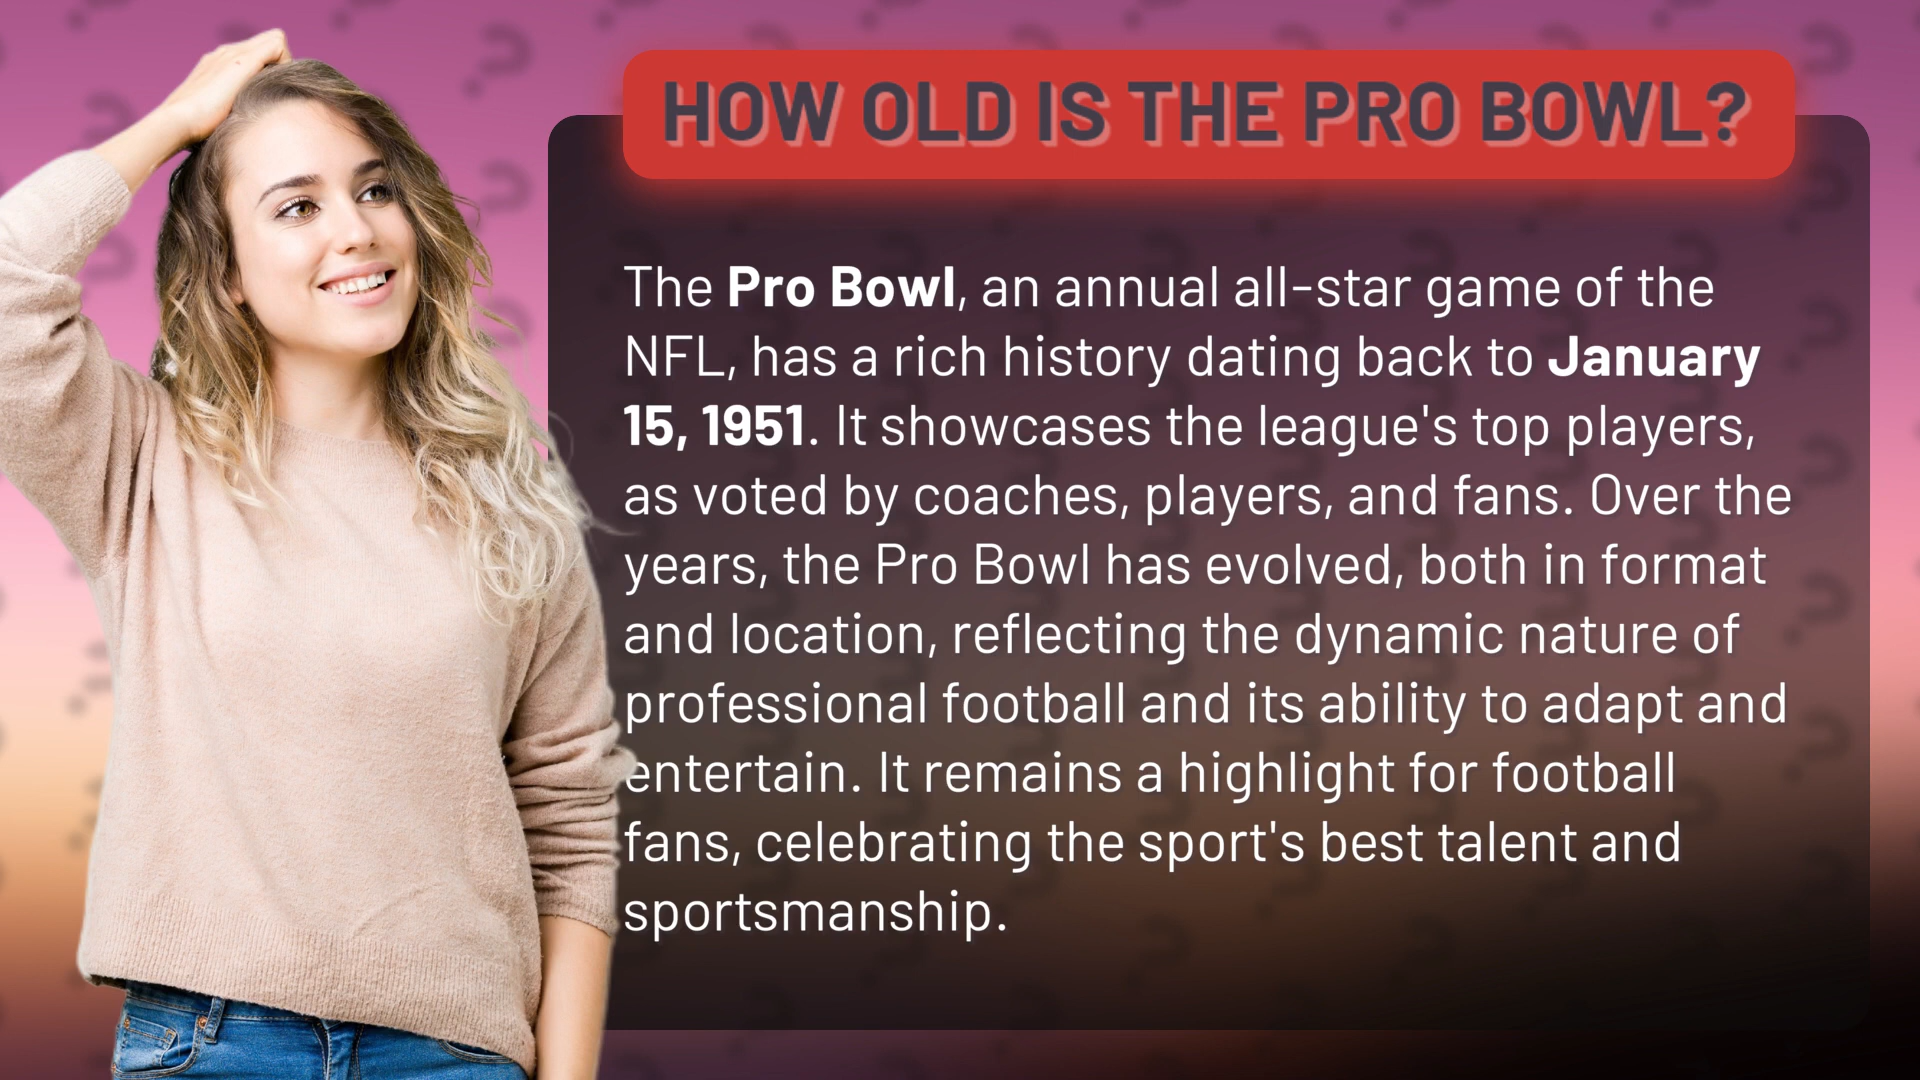 HOW OLD IS THE PRO BOWL?
The Pro Bowl, an annual all-star game of the
NFL, has a rich history dating back to January
15, 1951. It showcases the league's top players,
as voted by coaches, players, and fans. Over the
years, the Pro Bowl has evolved, both in format
and location, reflecting the dynamic nature of
professional football and its ability to adapt and
entertain. It remains a highlight for football
fans, celebrating the sport's best talent and
sportsmanship.